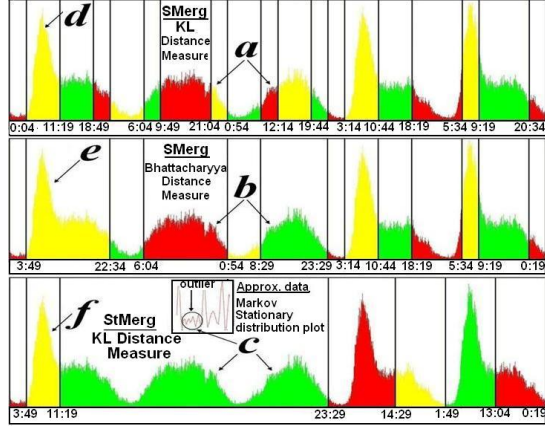 d
SMerg
KL
Distance
Measure
a
0:04 11:19 18:49 6:04 9:49 21:04 0:54 12:14 19:44 3:14 10:44 18:19 5:34 9:19 20:34
e
SMerg
Bhattacharyya
Distance
Measure
b
3:49 22:34 6:04 0:54 8:29 23:29 3:14 10:44 18:19 5:34 9:19 0:19
f
StMerg
KL Distance
Measure
outlier
Approx. data
Markov
Stationary
distribution plot
c
3:49 11:19 23:29 14:29 1:49 13:04 0:19